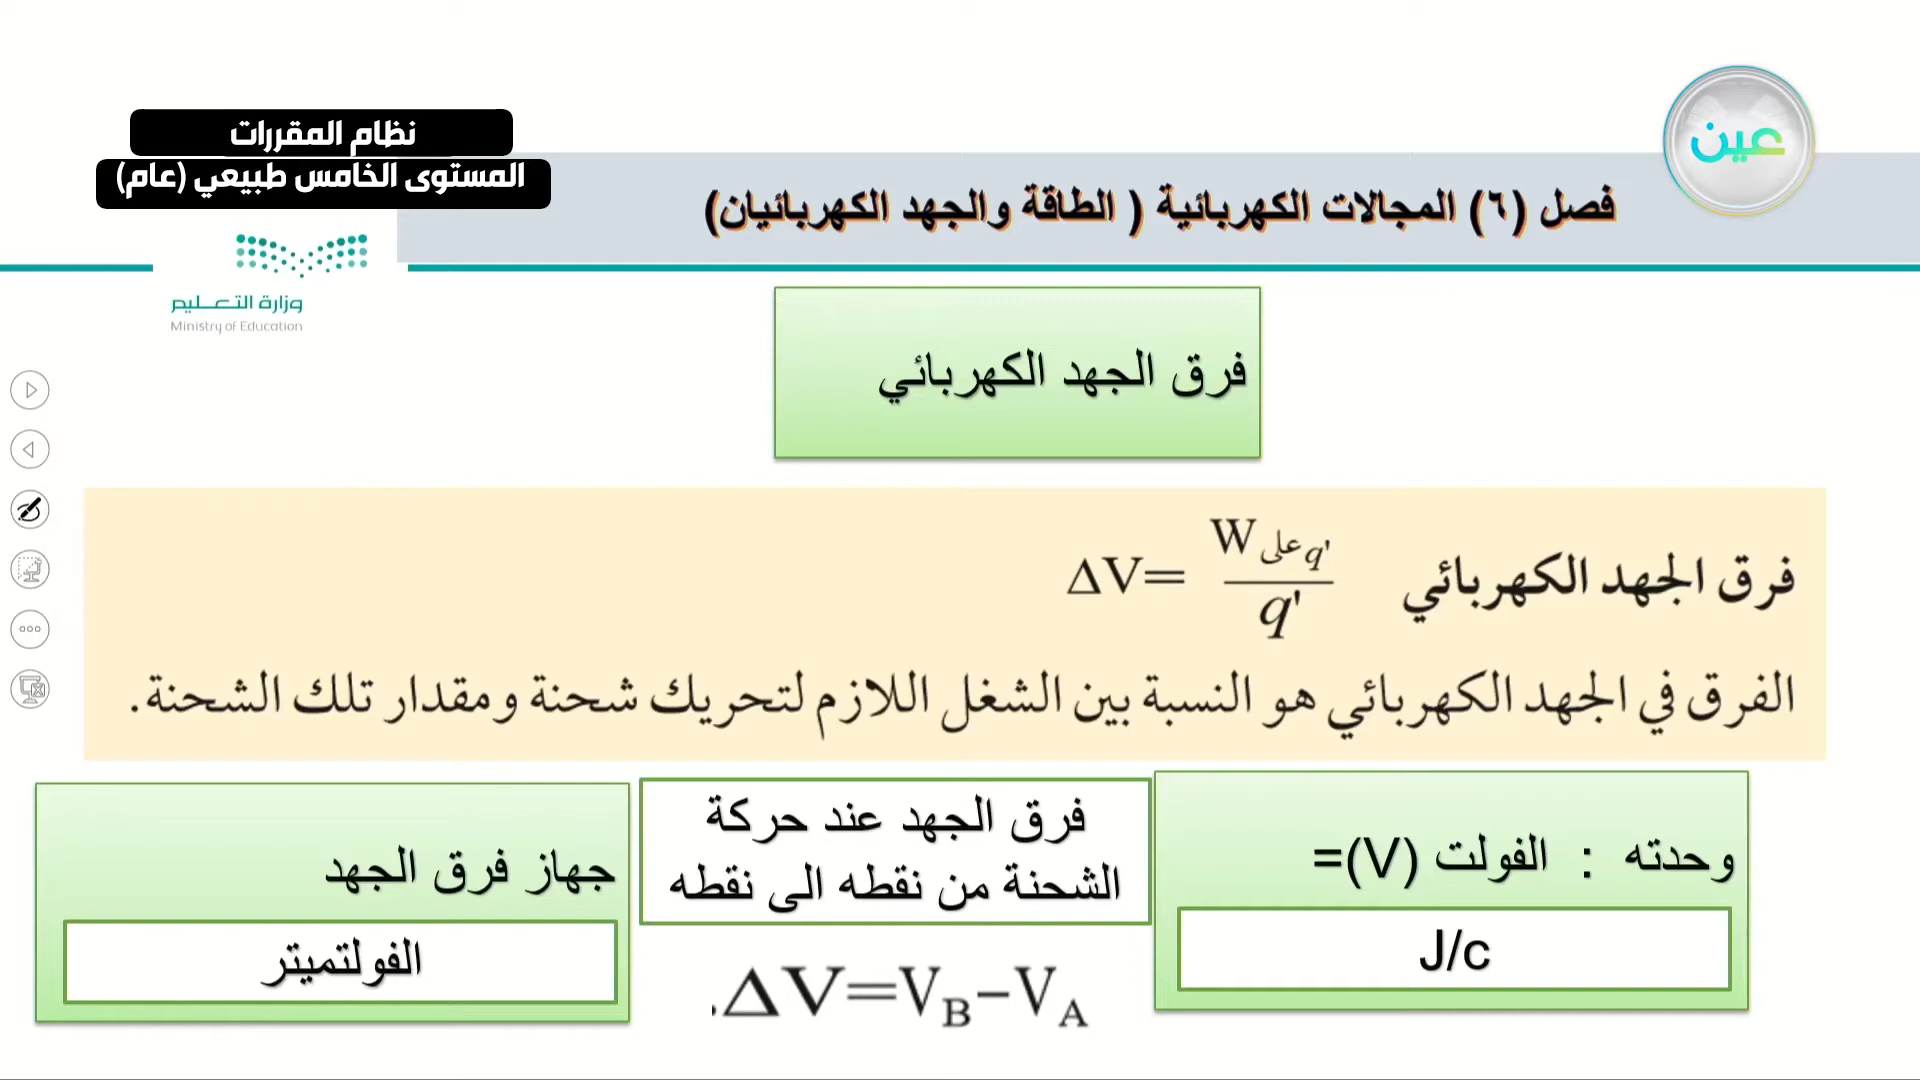 عين
نظام المقررات
المستوى الخامس طبيعي (عام)
فصل (٦) المجالات الكهربائية ( الطاقة والجهد الكهربائيان)
وزارة التعليم
Ministry of Education
فرق الجهد الكهربائي
فرق الجهد الكهربائي ΔV= W على q' / q'
الفرق في الجهد الكهربائي هو النسبة بين الشغل اللازم لتحريك شحنة ومقدار تلك الشحنة.
وحدته : الفولت (V)=
J/c
فرق الجهد عند حركة
الشحنة من نقطه الى نقطه
ΔV=V_B−V_A.
جهاز فرق الجهد
الفولتميتر